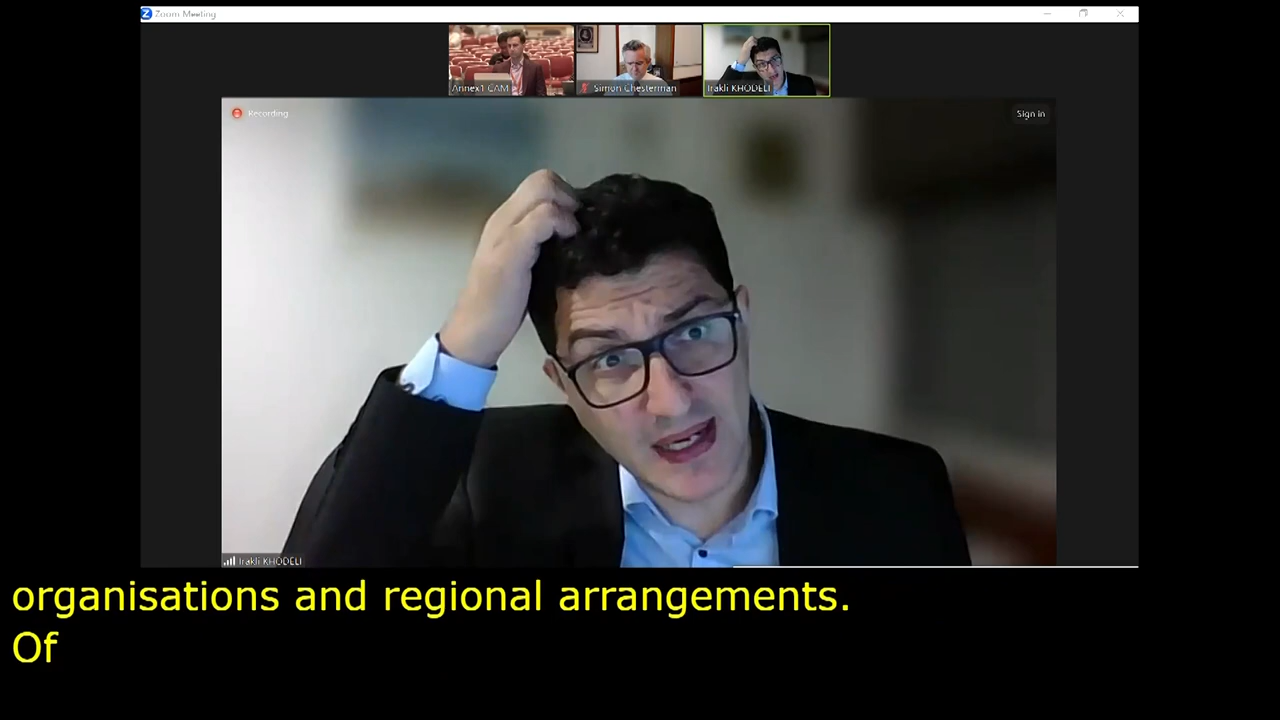 Zoom Meeting
Annex1 CAM
Simon Chesterman
Irakli KHODELI
Recording...
Sign in
Irakli KHODELI
organisations and regional arrangements.
Of